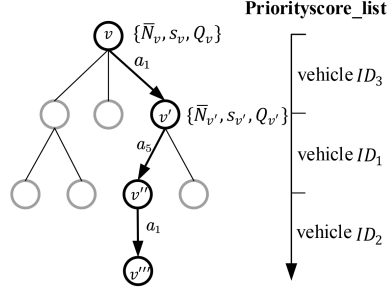 Priorityscore_list
v {N̅_v, s_v, Q_v}
a_1
vehicle ID_3
v' {N̅_v', s_v', Q_v'}
a_5
vehicle ID_1
v''
a_1
vehicle ID_2
v'''